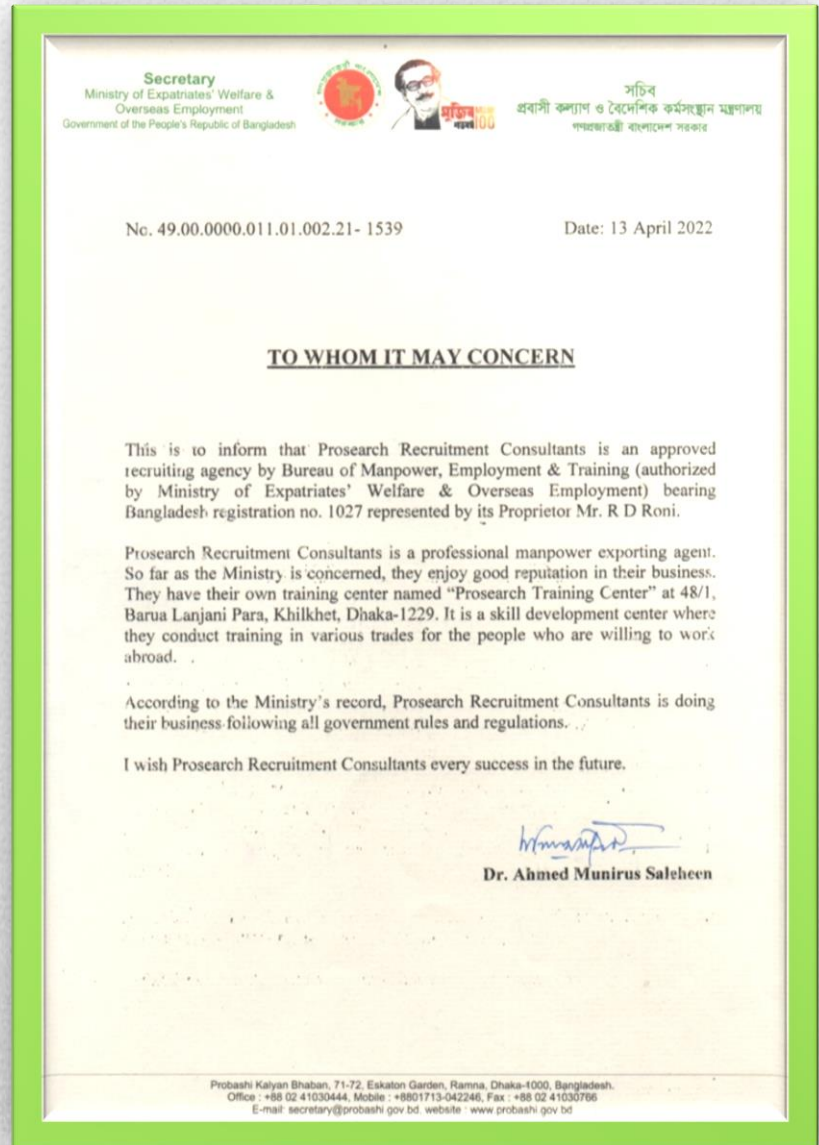 Secretary
Ministry of Expatriates' Welfare &
Overseas Employment
Government of the People's Republic of Bangladesh
মুজিব
100
সচিব
প্রবাসী কল্যাণ ও বৈদেশিক কর্মসংস্থান মন্ত্রণালয়
গণপ্রজাতন্ত্রী বাংলাদেশ সরকার
No. 49.00.0000.011.01.002.21- 1539
Date: 13 April 2022
TO WHOM IT MAY CONCERN
This is to inform that Prosearch Recruitment Consultants is an approved
recruiting agency by Bureau of Manpower, Employment & Training (authorized
by Ministry of Expatriates' Welfare & Overseas Employment) bearing
Bangladesh registration no. 1027 represented by its Proprietor Mr. R D Roni.
Prosearch Recruitment Consultants is a professional manpower exporting agent.
So far as the Ministry is concerned, they enjoy good reputation in their business.
They have their own training center named “Prosearch Training Center” at 48/1,
Barua Lanjani Para, Khilkhet, Dhaka-1229. It is a skill development center where
they conduct training in various trades for the people who are willing to work
abroad.
According to the Ministry's record, Prosearch Recruitment Consultants is doing
their business following all government rules and regulations.
I wish Prosearch Recruitment Consultants every success in the future.
Dr. Ahmed Munirus Saleheen
Probashi Kalyan Bhaban, 71-72, Eskaton Garden, Ramna, Dhaka-1000, Bangladesh.
Office : +88 02 41030444, Mobile : +8801713-042246, Fax : +88 02 41030766
E-mail: secretary@probashi gov bd, website : www probashi gov bd